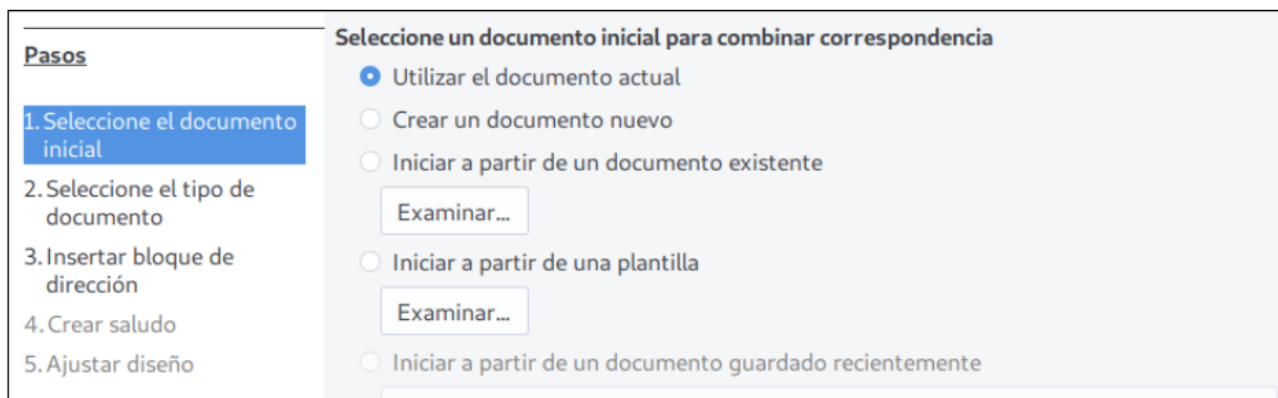 Pasos
1. Seleccione el documento
inicial
2. Seleccione el tipo de
documento
3. Insertar bloque de
dirección
4. Crear saludo
5. Ajustar diseño
Seleccione un documento inicial para combinar correspondencia
Utilizar el documento actual
Crear un documento nuevo
Iniciar a partir de un documento existente
Examinar...
Iniciar a partir de una plantilla
Examinar...
Iniciar a partir de un documento guardado recientemente